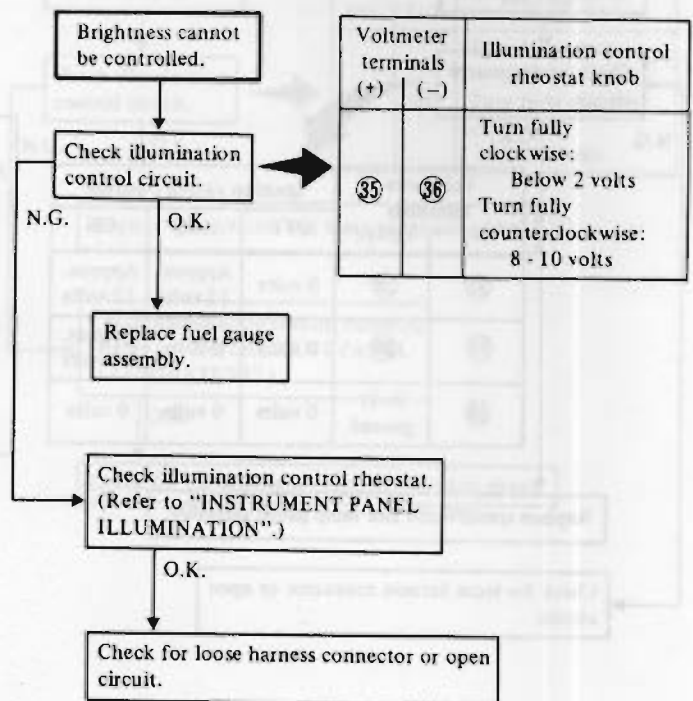 Brightness cannot
be controlled.
Voltmeter
terminals
(+) (−)
Illumination control
rheostat knob
Check illumination
control circuit.
35 36
Turn fully
clockwise:
Below 2 volts
Turn fully
counterclockwise:
8 - 10 volts
N.G. O.K.
Replace fuel gauge
assembly.
Check illumination control rheostat.
(Refer to "INSTRUMENT PANEL
ILLUMINATION".)
O.K.
Check for loose harness connector or open
circuit.